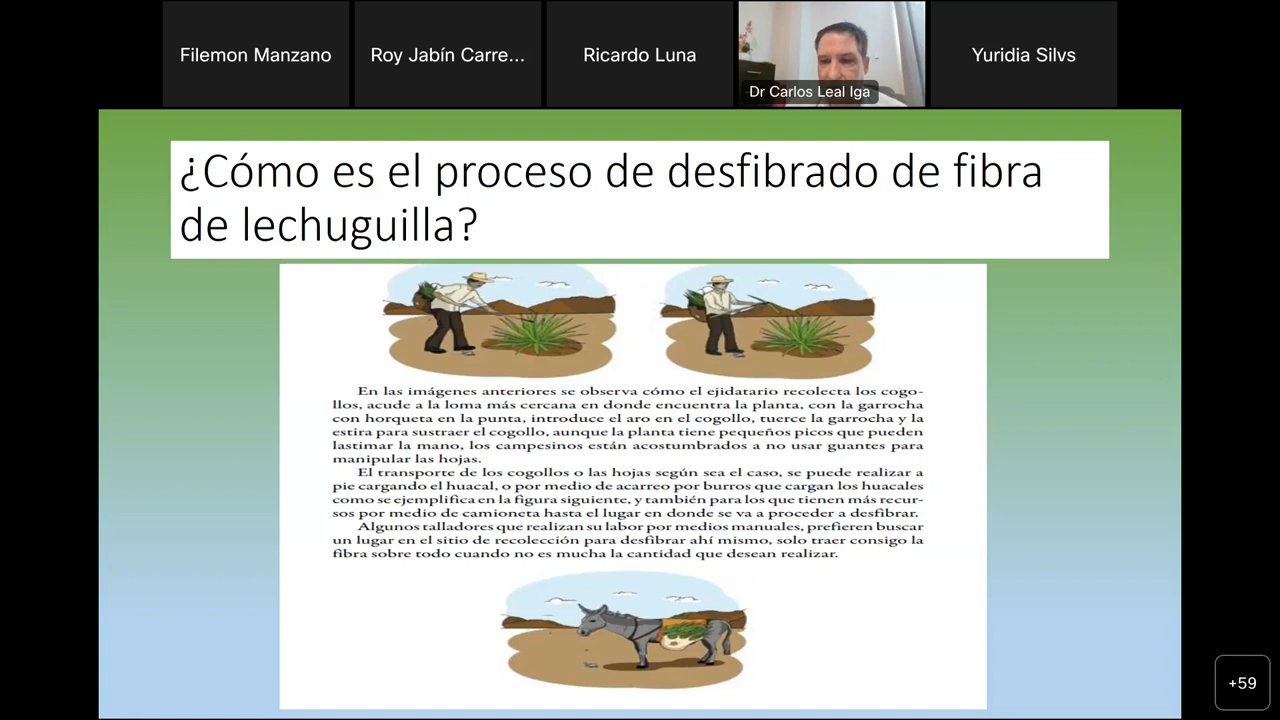 Filemon Manzano
Roy Jabín Carre...
Ricardo Luna
Dr Carlos Leal Iga
Yuridia Silvs
¿Cómo es el proceso de desfibrado de fibra
de lechuguilla?
En las imágenes anteriores se observa cómo el ejidatario recolecta los cogo-
llos, acude a la loma más cercana en donde encuentra la planta, con la garrocha
con horqueta en la punta, introduce el aro en el cogollo, tuerce la garrocha y la
estira para sustraer el cogollo, aunque la planta tiene pequeños picos que pueden
lastimar la mano, los campesinos están acostumbrados a no usar guantes para
manipular las hojas.
El transporte de los cogollos o las hojas según sea el caso, se puede realizar a
pie cargando el huacal, o por medio de acarreo por burros que cargan los huacales
como se ejemplifica en la figura siguiente, y también para los que tienen más recur-
sos por medio de camioneta hasta el lugar en donde se va a proceder a desfibrar.
Algunos talladores que realizan su labor por medios manuales, prefieren buscar
un lugar en el sitio de recolección para desfibrar ahí mismo, solo traer consigo la
fibra sobre todo cuando no es mucha la cantidad que desean realizar.
+59